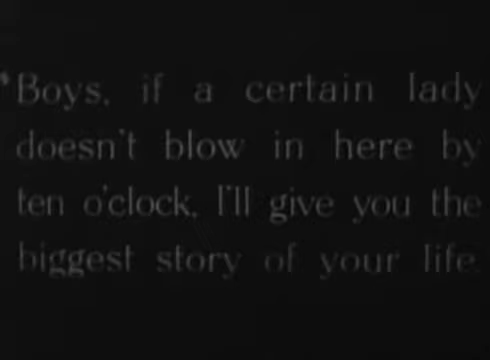 "Boys, if a certain lady
doesn't blow in here by
ten o'clock, I'll give you the
biggest story of your life.